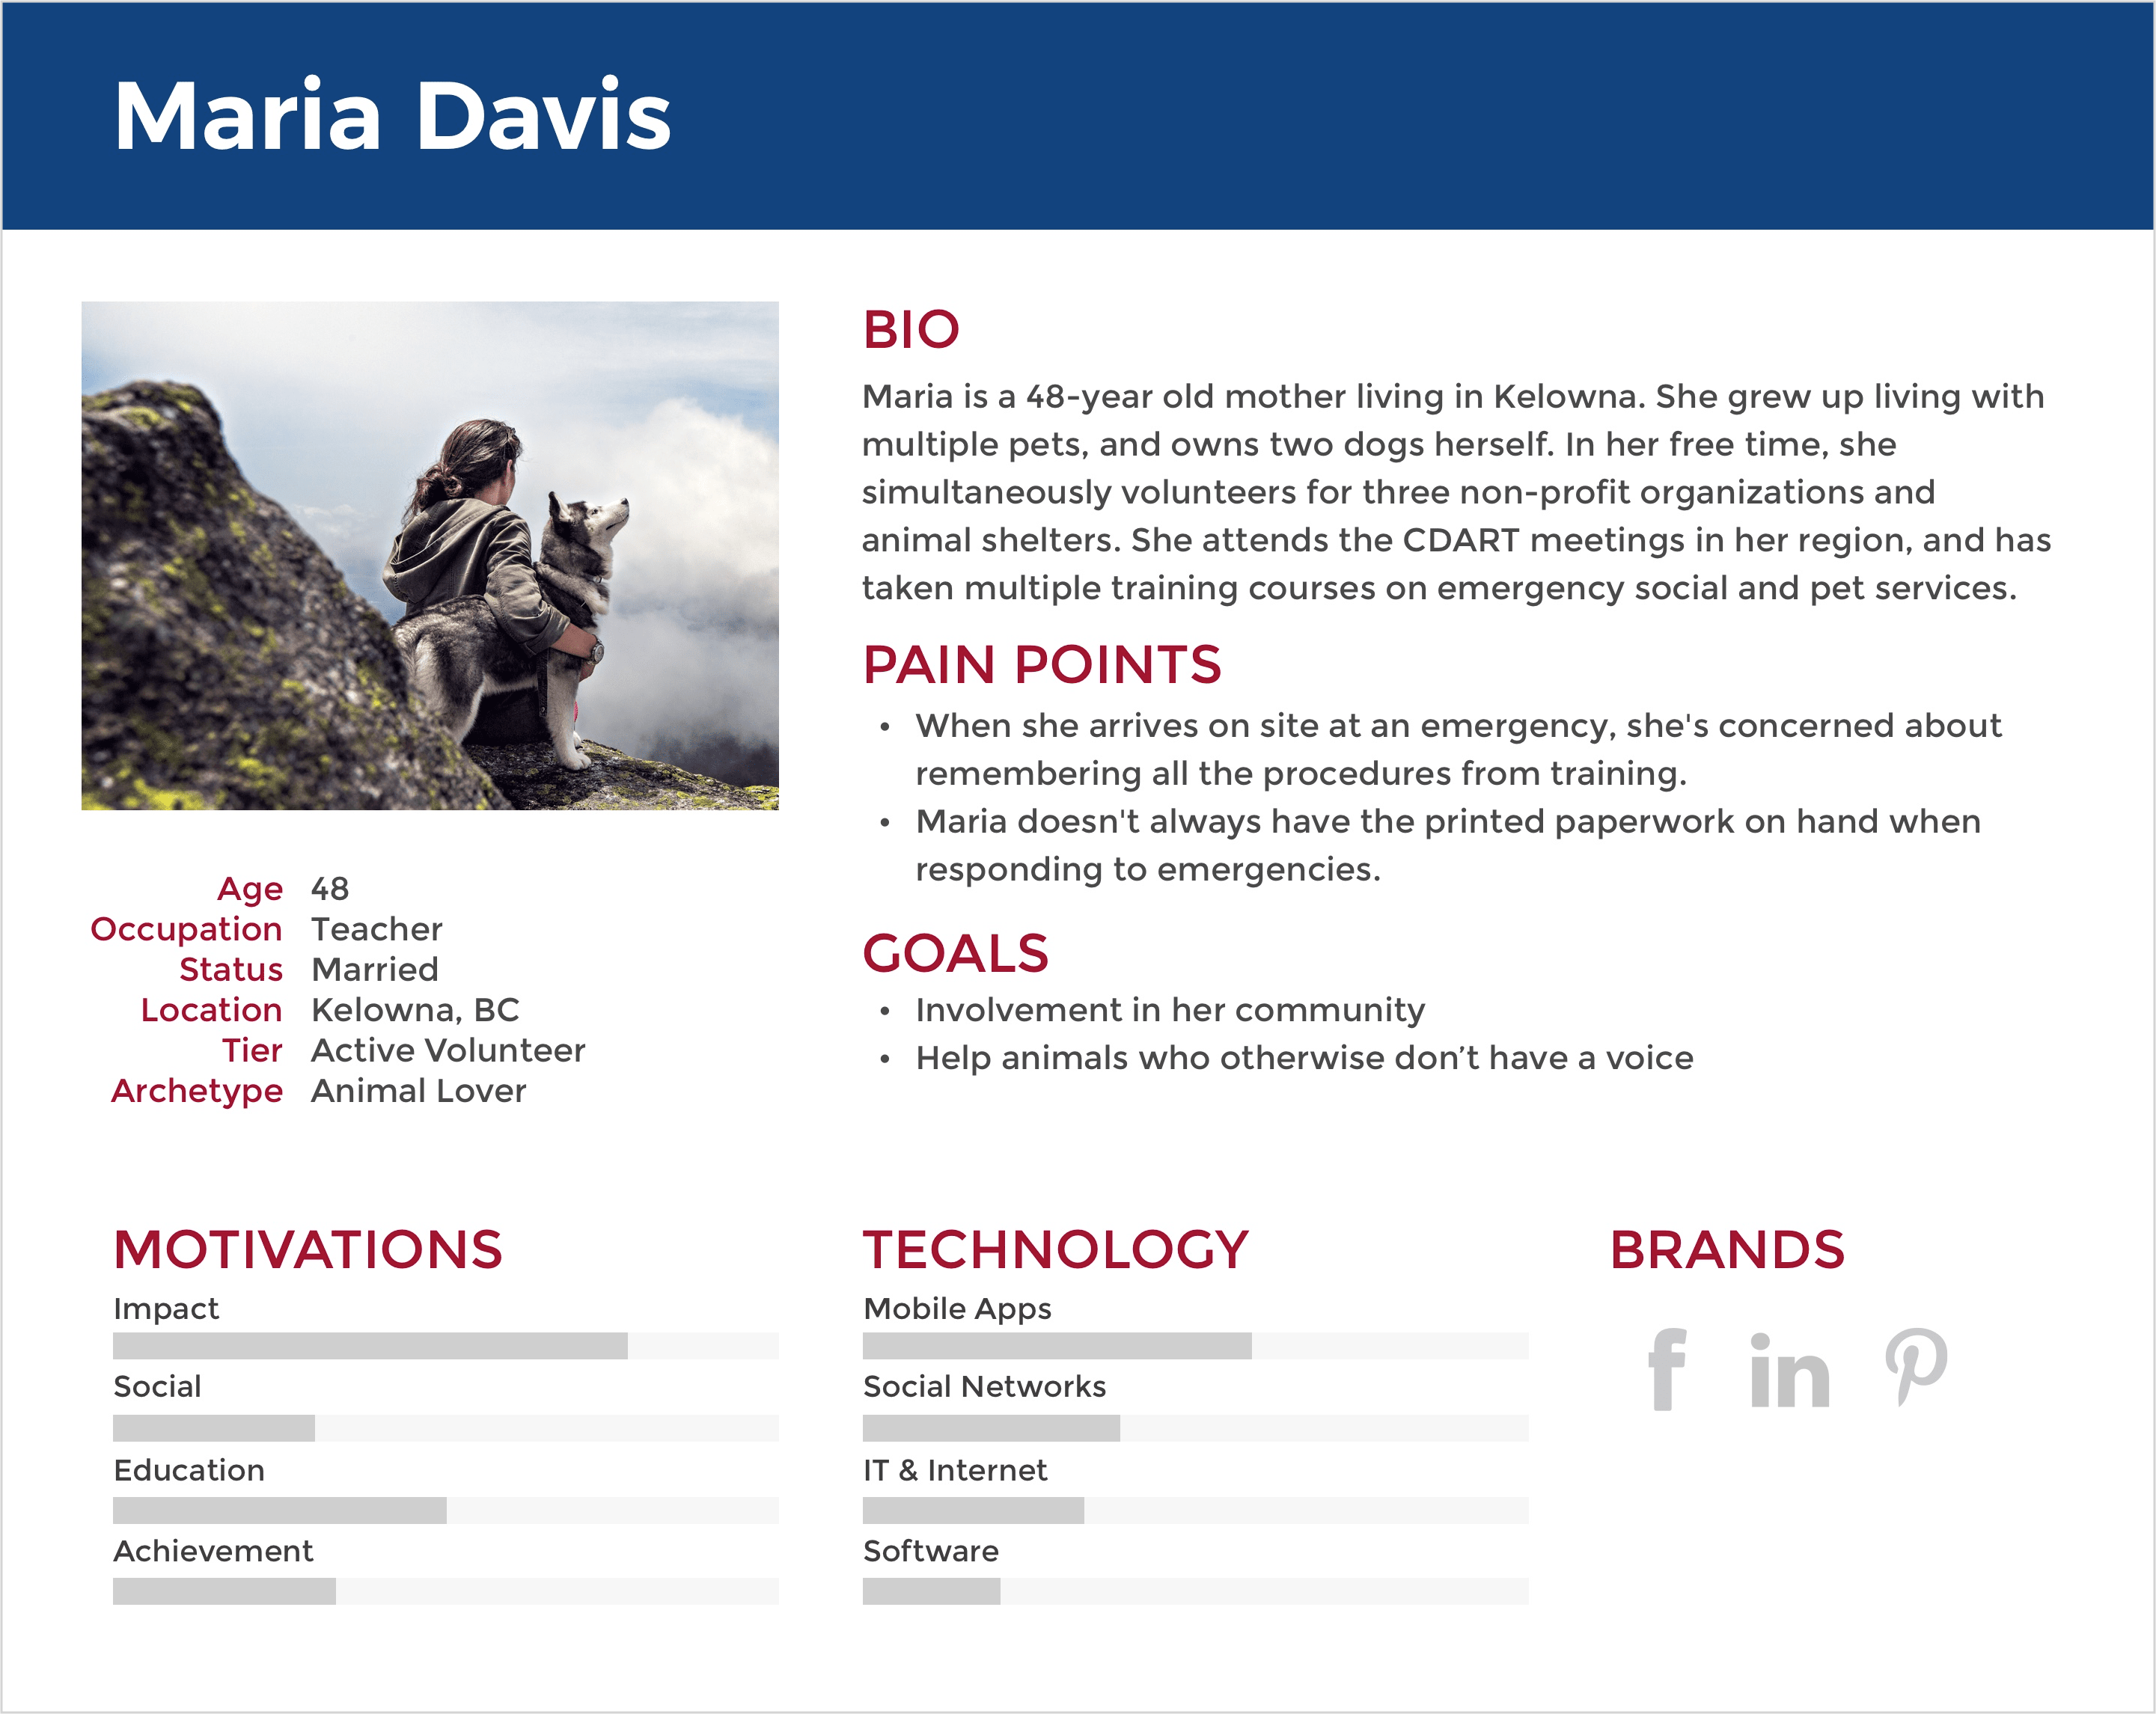 Maria Davis
BIO
Maria is a 48-year old mother living in Kelowna. She grew up living with
multiple pets, and owns two dogs herself. In her free time, she
simultaneously volunteers for three non-profit organizations and
animal shelters. She attends the CDART meetings in her region, and has
taken multiple training courses on emergency social and pet services.
PAIN POINTS
• When she arrives on site at an emergency, she's concerned about
remembering all the procedures from training.
• Maria doesn't always have the printed paperwork on hand when
responding to emergencies.
GOALS
• Involvement in her community
• Help animals who otherwise don’t have a voice
Age 48
Occupation Teacher
Status Married
Location Kelowna, BC
Tier Active Volunteer
Archetype Animal Lover
MOTIVATIONS
Impact
Social
Education
Achievement
TECHNOLOGY
Mobile Apps
Social Networks
IT & Internet
Software
BRANDS
f in